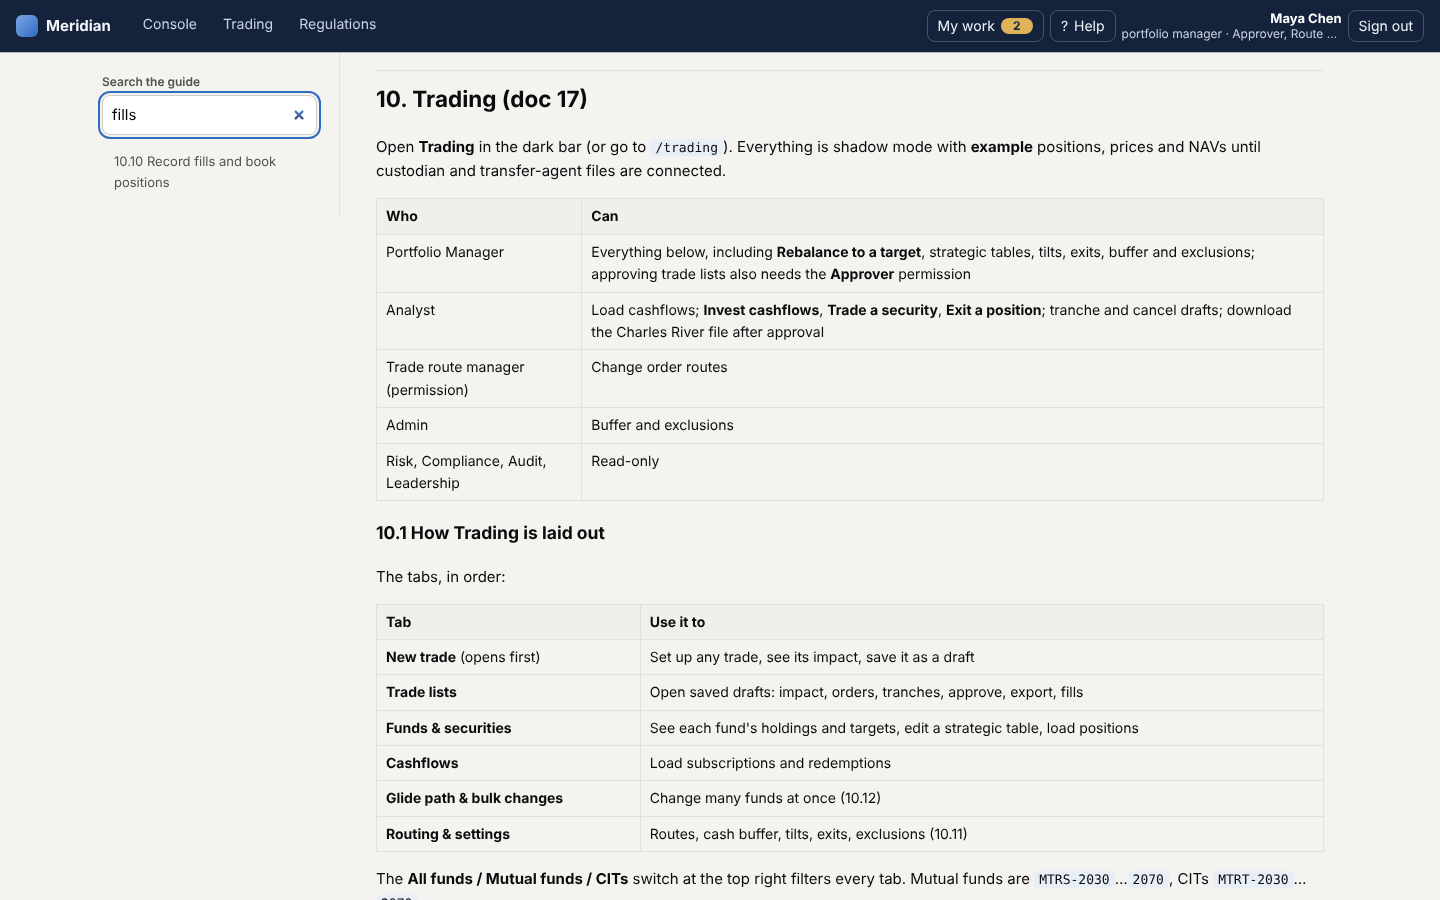 Meridian
Console
Trading
Regulations
My work 2
? Help
Maya Chen
portfolio manager · Approver, Route ...
Sign out
Search the guide
fills
10.10 Record fills and book
positions
10. Trading (doc 17)
Open Trading in the dark bar (or go to /trading). Everything is shadow mode with example positions, prices and NAVs until
custodian and transfer-agent files are connected.
Who Can
Portfolio Manager Everything below, including Rebalance to a target, strategic tables, tilts, exits, buffer and exclusions;
approving trade lists also needs the Approver permission
Analyst Load cashflows; Invest cashflows, Trade a security, Exit a position; tranche and cancel drafts; download
the Charles River file after approval
Trade route manager Change order routes
(permission)
Admin Buffer and exclusions
Risk, Compliance, Audit, Read-only
Leadership
10.1 How Trading is laid out
The tabs, in order:
Tab Use it to
New trade (opens first) Set up any trade, see its impact, save it as a draft
Trade lists Open saved drafts: impact, orders, tranches, approve, export, fills
Funds & securities See each fund's holdings and targets, edit a strategic table, load positions
Cashflows Load subscriptions and redemptions
Glide path & bulk changes Change many funds at once (10.12)
Routing & settings Routes, cash buffer, tilts, exits, exclusions (10.11)
The All funds / Mutual funds / CITs switch at the top right filters every tab. Mutual funds are MTRS-2030 … 2070 , CITs MTRT-2030 …